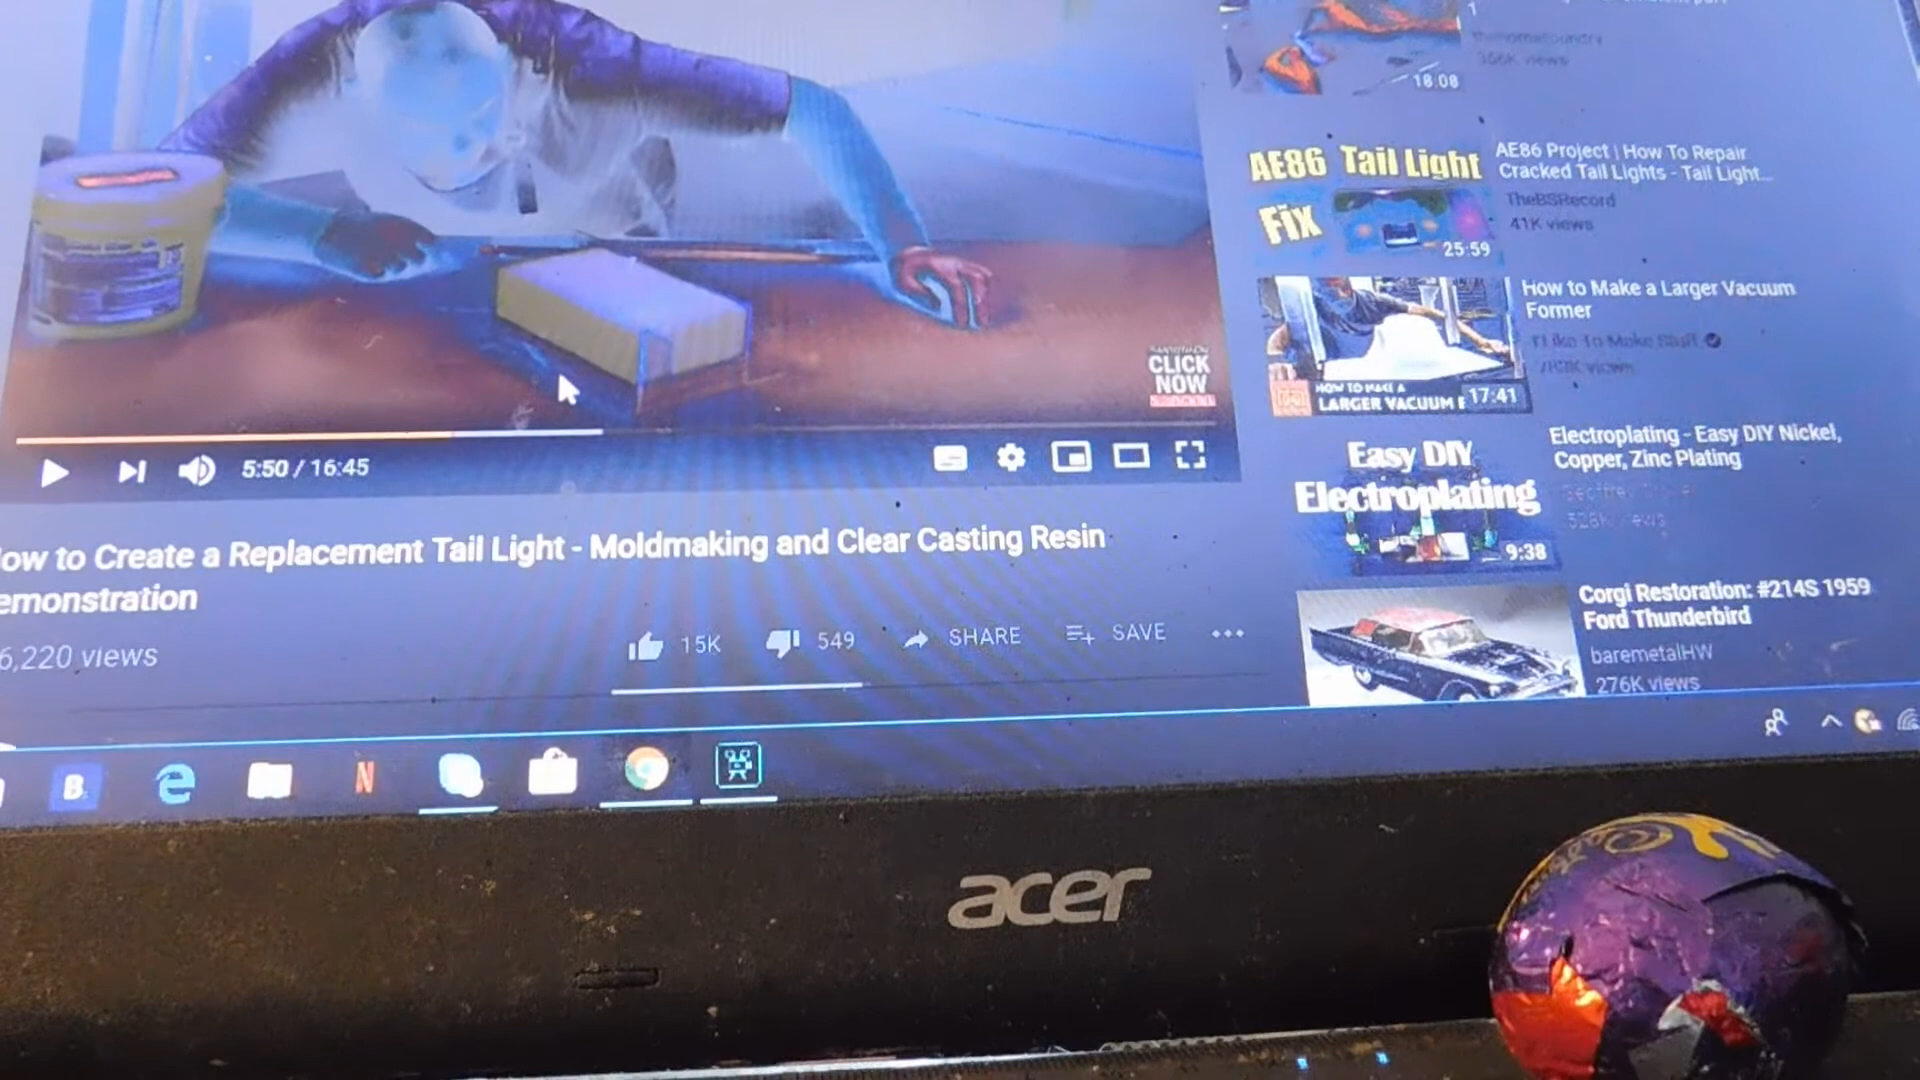 CLICK
NOW
5:50 / 16:45
ow to Create a Replacement Tail Light - Moldmaking and Clear Casting Resin
emonstration
6,220 views
15K
549
SHARE
SAVE
18:08
AE86 Tail Light
Fix
25:59
AE86 Project | How To Repair
Cracked Tail Lights - Tail Light...
TheBSRecord
41K views
HOW TO MAKE A
LARGER VACUUM F
17:41
How to Make a Larger Vacuum
Former
I Like To Make Stuff
Easy DIY
Electroplating
9:38
Electroplating - Easy DIY Nickel,
Copper, Zinc Plating
Corgi Restoration: #214S 1959
Ford Thunderbird
baremetalHW
276K views
B
N
acer